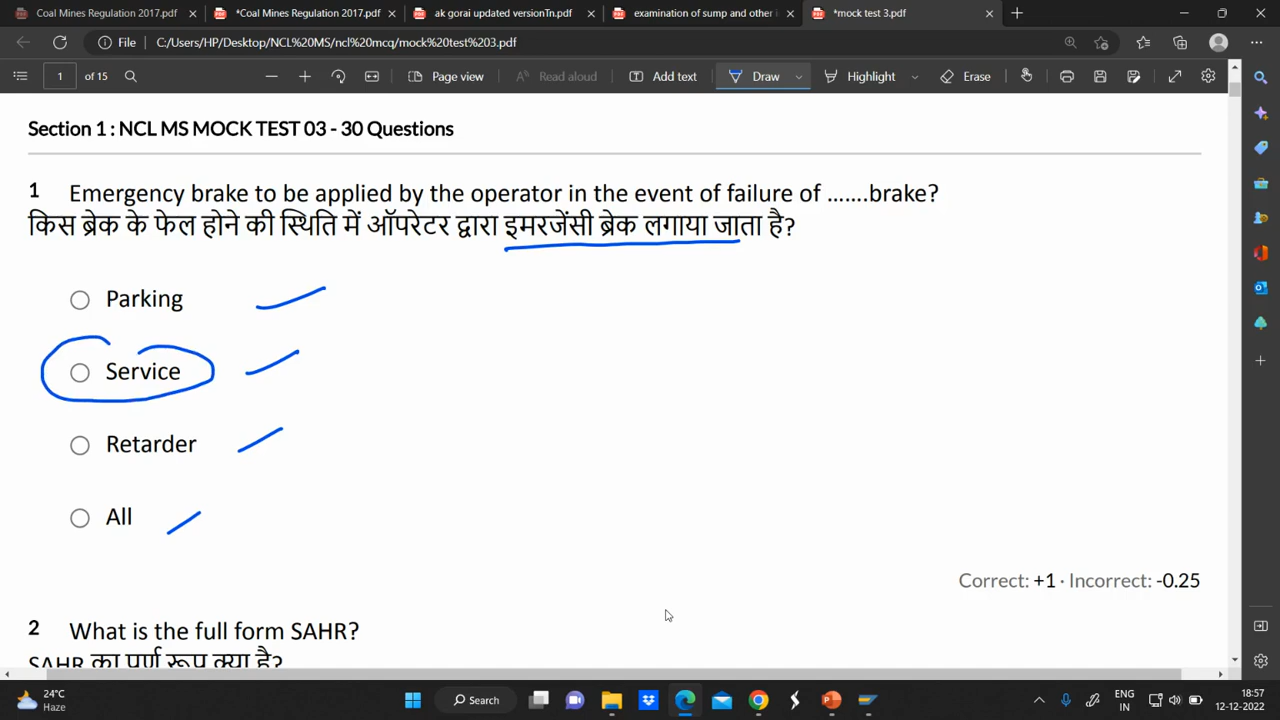 Coal Mines Regulation 2017.pdf
*Coal Mines Regulation 2017.pdf
ak gorai updated versionTn.pdf
examination of sump and other i
*mock test 3.pdf
File
C:/Users/HP/Desktop/NCL%20MS/ncl%20mcq/mock%20test%203.pdf
1 of 15
Page view
Read aloud
Add text
Draw
Highlight
Erase
Section 1 : NCL MS MOCK TEST 03 - 30 Questions
1 Emergency brake to be applied by the operator in the event of failure of .......brake?
किस ब्रेक के फेल होने की स्थिति में ऑपरेटर द्वारा इमरजेंसी ब्रेक लगाया जाता है?
Parking
Service
Retarder
All
Correct: +1 · Incorrect: -0.25
2 What is the full form SAHR?
SAHR का पूर्ण रूप क्या है?
24°C
Haze
Search
ENG
IN
18:57
12-12-2022